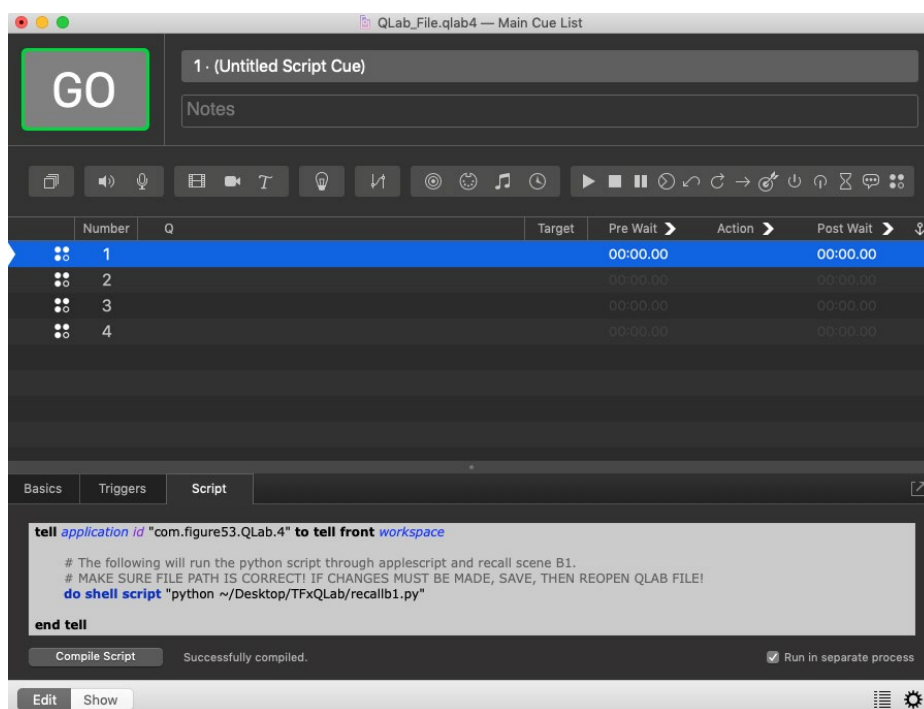 QLab_File.qlab4 — Main Cue List
GO
1 · (Untitled Script Cue)
Notes
Number Q Target Pre Wait Action Post Wait
1 00:00.00 00:00.00
2 00:00.00 00:00.00
3 00:00.00 00:00.00
4 00:00.00 00:00.00
Basics Triggers Script
tell application id "com.figure53.QLab.4" to tell front workspace
# The following will run the python script through applescript and recall scene B1.
# MAKE SURE FILE PATH IS CORRECT! IF CHANGES MUST BE MADE, SAVE, THEN REOPEN QLAB FILE!
do shell script "python ~/Desktop/TFxQLab/recallb1.py"
end tell
Compile Script Successfully compiled. Run in separate process
Edit Show